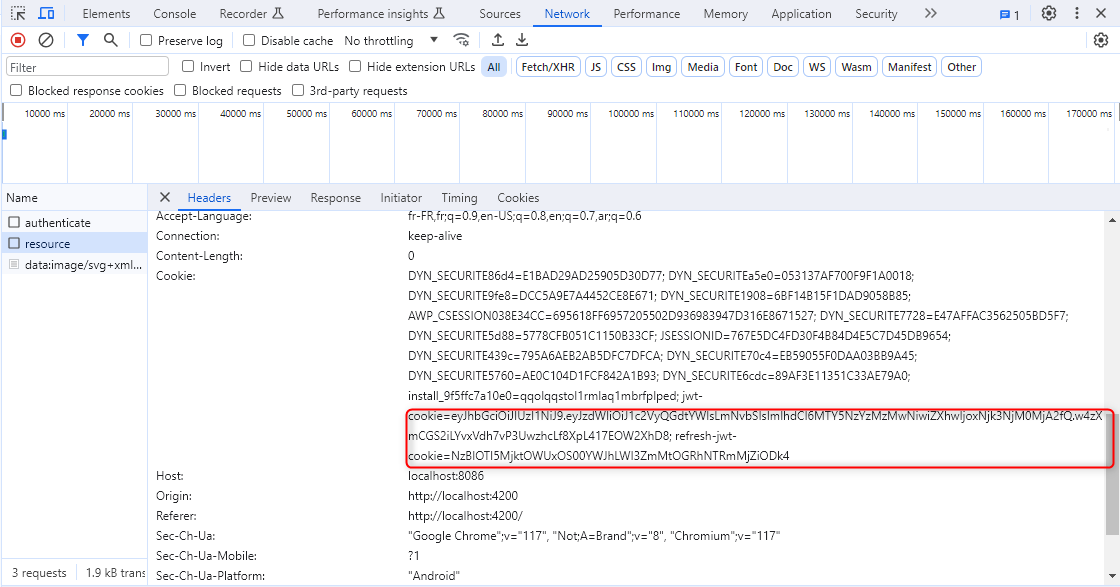 Elements Console Recorder Performance insights Sources Network Performance Memory Application Security 1
Preserve log Disable cache No throttling
Filter Invert Hide data URLs Hide extension URLs All Fetch/XHR JS CSS Img Media Font Doc WS Wasm Manifest Other
Blocked response cookies Blocked requests 3rd-party requests
10000 ms 20000 ms 30000 ms 40000 ms 50000 ms 60000 ms 70000 ms 80000 ms 90000 ms 100000 ms 110000 ms 120000 ms 130000 ms 140000 ms 150000 ms 160000 ms 170000 ms
Name
authenticate
resource
data:image/svg+xml...
Headers Preview Response Initiator Timing Cookies
Accept-Language: fr-FR,fr;q=0.9,en-US;q=0.8,en;q=0.7,ar;q=0.6
Connection: keep-alive
Content-Length: 0
Cookie: DYN_SECURITE86d4=E1BAD29AD25905D30D77; DYN_SECURITEa5e0=053137AF700F9F1A0018;
DYN_SECURITE9fe8=DCC5A9E7A4452CE8E671; DYN_SECURITE1908=6BF14B15F1DAD9058B85;
AWP_CSESSION038E34CC=695618FF6957205502D936983947D316E8671527; DYN_SECURITE7728=E47AFFAC3562505BD5F7;
DYN_SECURITE5d88=5778CFB051C1150B33CF; JSESSIONID=767E5DC4FD30F4B84D4E5C7D45DB9654;
DYN_SECURITE439c=795A6AEB2AB5DFC7DFCA; DYN_SECURITE70c4=EB59055F0DAA03BB9A45;
DYN_SECURITE5760=AE0C104D1FCF842A1B93; DYN_SECURITE6cdc=89AF3E11351C33AE79A0;
install_9f5ffc7a10e0=qqolqqstol1rmlaq1mbrfplped; jwt-
cookie=eyJhbGciOiJIUzI1NiJ9.eyJzdWIiOiJ1c2VyQGdtYWlsLmNvbSIsImlhdCI6MTY5NzYzMzMwNiwiZXhwIjoxNjk3NjM0MjA2fQ.w4zX
mCGS2iLYvxVdh7vP3UwzhcLf8XpL417EOW2XhD8; refresh-jwt-
cookie=NzBlOTI5MjktOWUxOS00YWJhLWI3ZmMtOGRhNTRmMjZiODk4
Host: localhost:8086
Origin: http://localhost:4200
Referer: http://localhost:4200/
Sec-Ch-Ua: "Google Chrome";v="117", "Not;A=Brand";v="8", "Chromium";v="117"
Sec-Ch-Ua-Mobile: ?1
Sec-Ch-Ua-Platform: "Android"
3 requests 1.9 kB trans